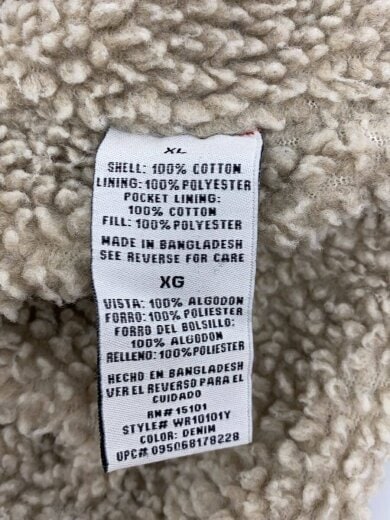 XL
SHELL: 100% COTTON
LINING: 100% POLYESTER
POCKET LINING:
100% COTTON
FILL: 100% POLYESTER
MADE IN BANGLADESH
SEE REVERSE FOR CARE
XG
VISTA: 100% ALGODON
FORRO: 100% POLIESTER
FORRO DEL BOLSILLO:
100% ALGODON
RELLENO: 100% POLIESTER
HECHO EN BANGLADESH
VER EL REVERSO PARA EL
CUIDADO
RN# 15101
STYLE# WR10101Y
COLOR: DENIM
UPC# 095068178228